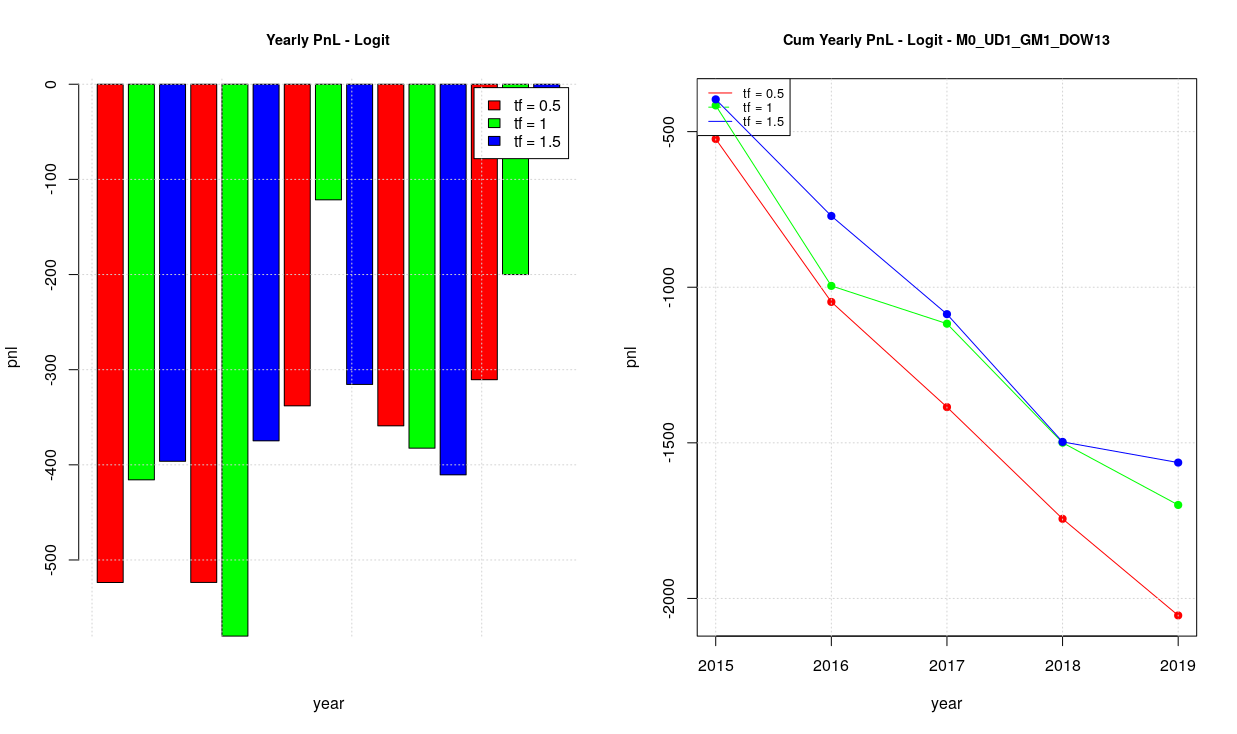 Yearly PnL - Logit
0
-100
-200
-300
-400
-500
pnl
year
tf = 0.5
tf = 1
tf = 1.5
Cum Yearly PnL - Logit - M0_UD1_GM1_DOW13
tf = 0.5
tf = 1
tf = 1.5
-500
-1000
-1500
-2000
pnl
2015 2016 2017 2018 2019
year